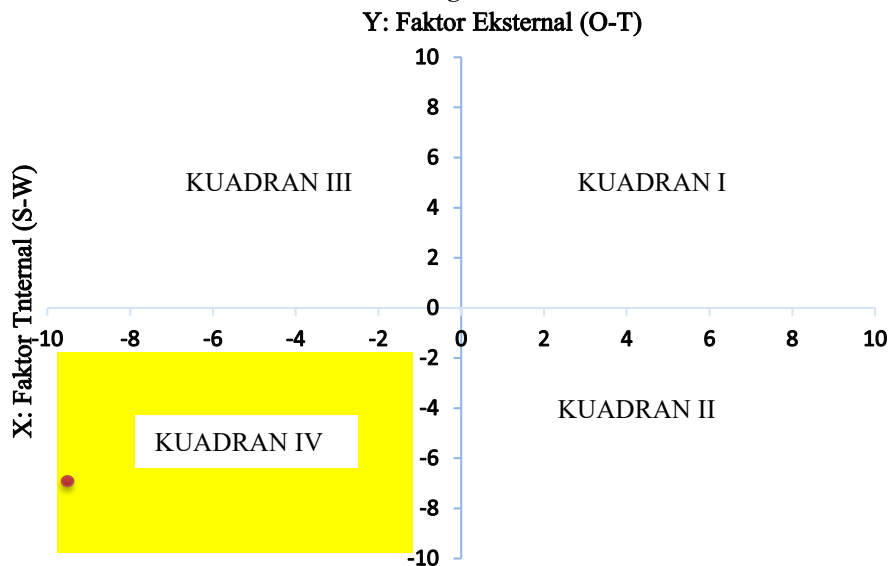 Y: Faktor Eksternal (O-T)
10
8
6
KUADRAN III
KUADRAN I
4
2
0
X: Faktor Tnternal (S-W)
-10 -8 -6 -4 -2 0 2 4 6 8 10
-2
-4
KUADRAN II
KUADRAN IV
-6
-8
-10